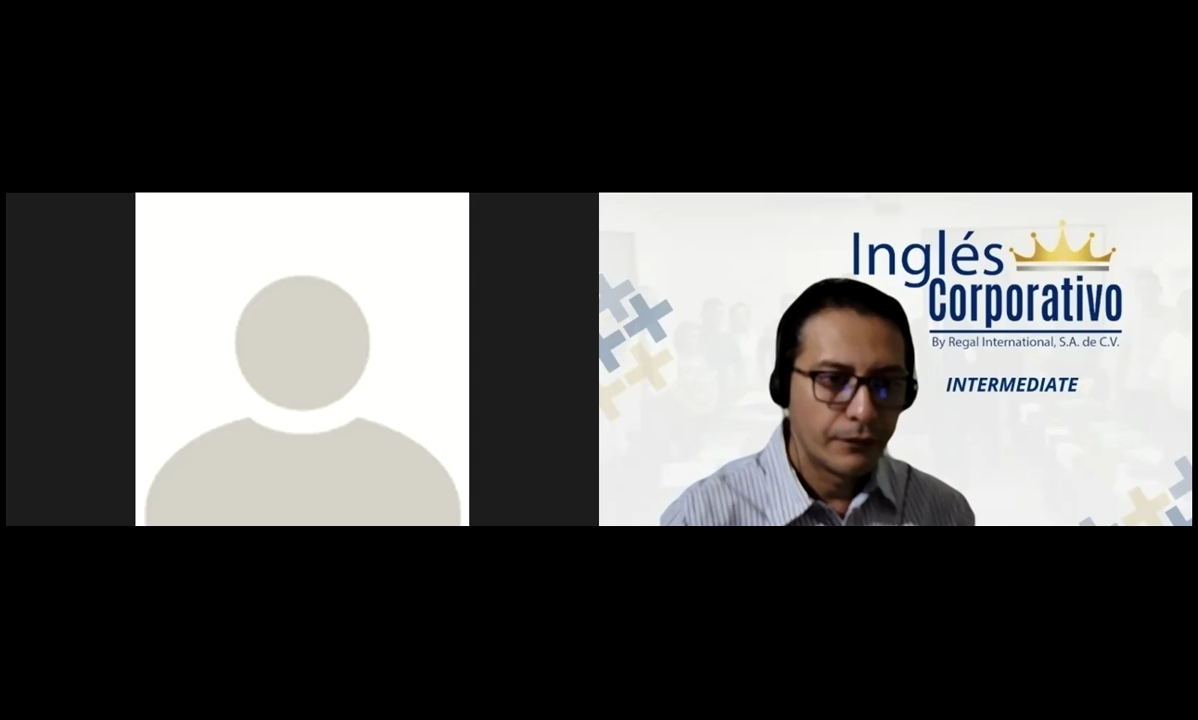 Inglés
Corporativo
By Regal International, S.A. de C.V.
INTERMEDIATE